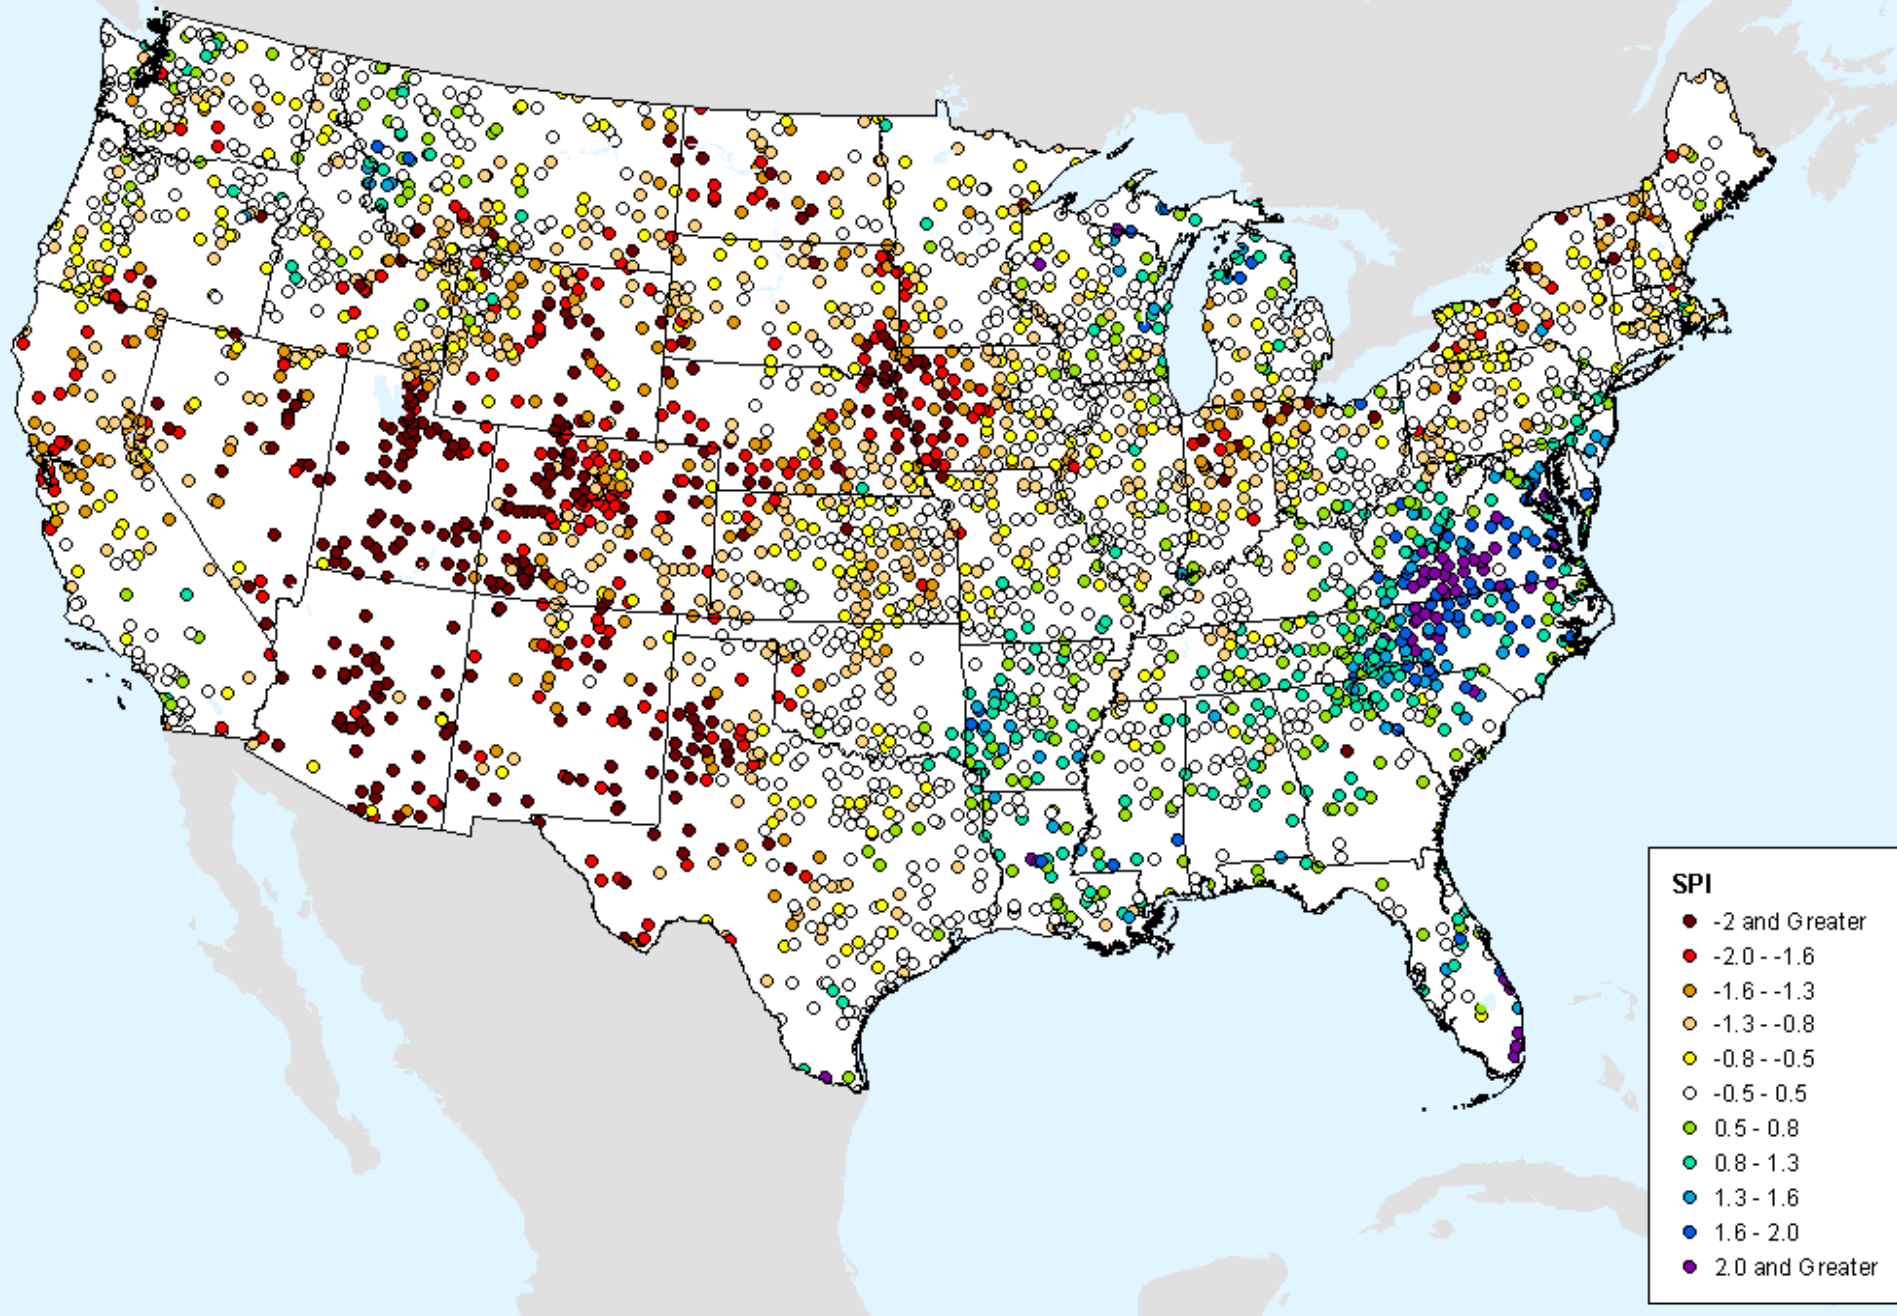 SPI
-2 and Greater
-2.0 - -1.6
-1.6 - -1.3
-1.3 - -0.8
-0.8 - -0.5
-0.5 - 0.5
0.5 - 0.8
0.8 - 1.3
1.3 - 1.6
1.6 - 2.0
2.0 and Greater